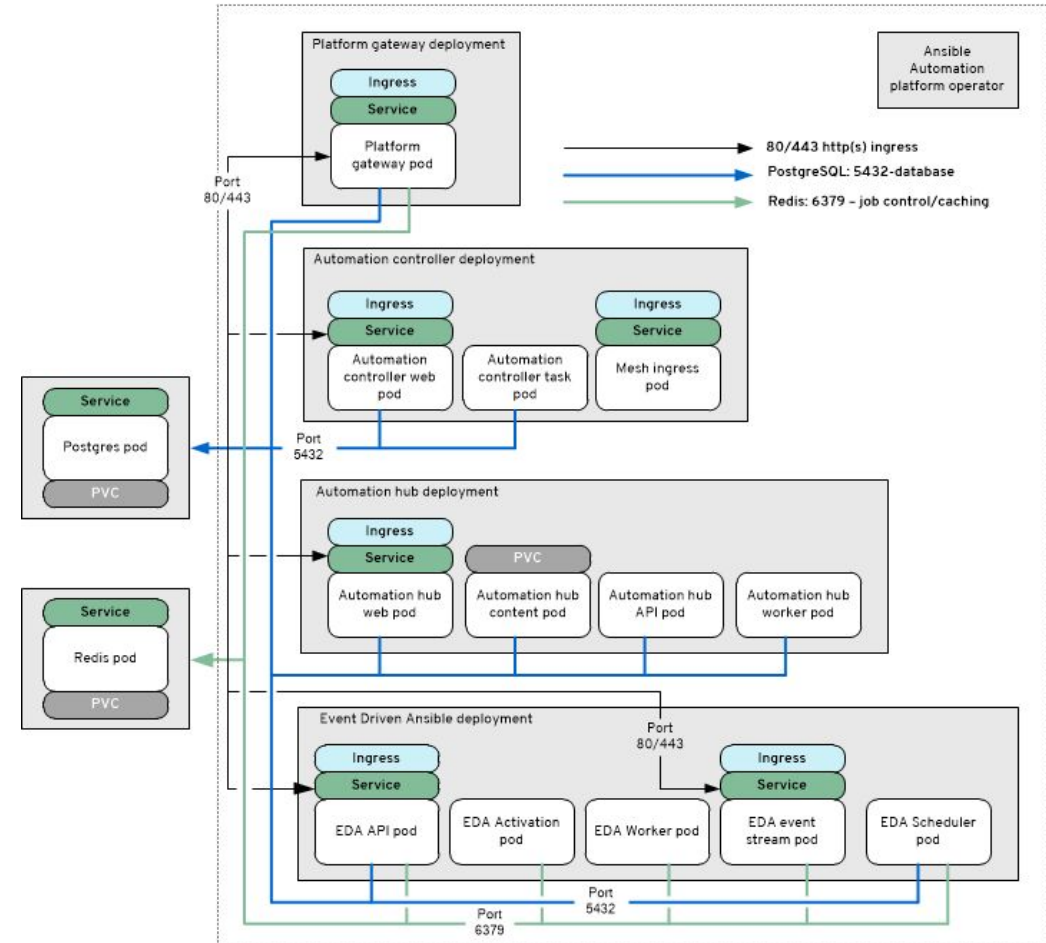 Platform gateway deployment
Ingress
Service
Platform
gateway pod
Ansible
Automation
platform operator
80/443 http(s) ingress
PostgreSQL: 5432-database
Redis: 6379 – job control/caching
Port
80/443
Automation controller deployment
Ingress
Service
Automation
controller web
pod
Automation
controller task
pod
Ingress
Service
Mesh ingress
pod
Service
Postgres pod
PVC
Port
5432
Automation hub deployment
Ingress
Service
Automation hub
web pod
PVC
Automation hub
content pod
Automation hub
API pod
Automation hub
worker pod
Service
Redis pod
PVC
Event Driven Ansible deployment
Port
80/443
Ingress
Service
EDA API pod
EDA Activation
pod
EDA Worker pod
Ingress
Service
EDA event
stream pod
EDA Scheduler
pod
Port
5432
Port
6379